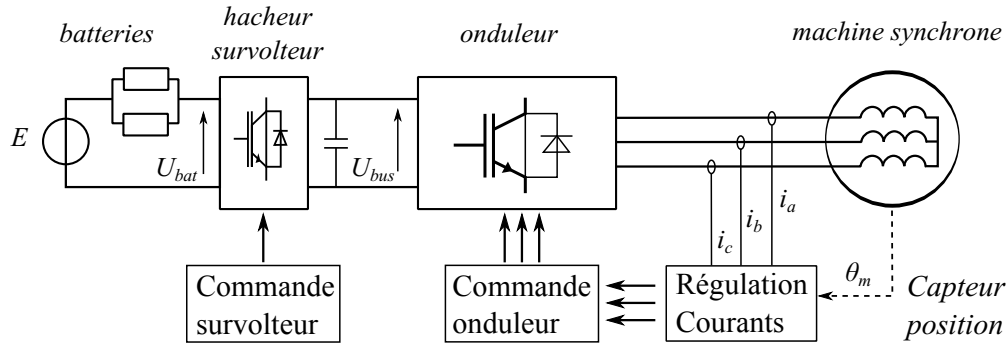 batteries
hacheur
survolteur
onduleur
machine synchrone
E
U_bat
U_bus
i_a
i_b
i_c
θ_m
Commande
survolteur
Commande
onduleur
Régulation
Courants
Capteur
position